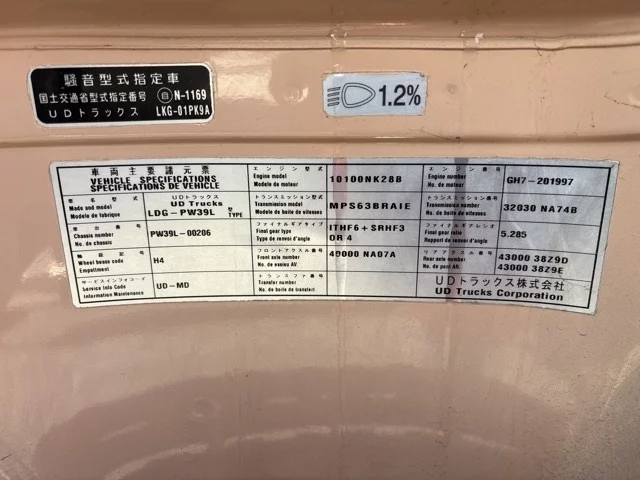 騒音型式指定車
国土交通省型式指定番号 自 N-1169
UDトラックス LKG-01PK9A
1.2%
車両主要諸元票
VEHICLE SPECIFICATIONS
SPECIFICATIONS DE VEHICLE
車名型式
Make and model
Modele de fabrique
UDトラックス
UD Trucks
LDG-PW39L 型 TYPE
車台番号
Chassis number
No. de chassis
PW39L-00206
軸距記号
Wheel base code
Empattment
H4
サービスインフォコード
Service Info Code
Information Maintenance
UD-MD
エンジン型式
Engine model
Modele de moteur
10100NK28B
トランスミッション型式
Transmission model
Modele de boite de vitesses
MPS63BRAIE
ファイナルギアタイプ
Final gear type
Type de renvoi d'angle
ITHF6+SRHF3
OR 4
フロントアクスル番号
Front axle number
No. de essieu AV.
49000 NA07A
トランスファ番号
Transfer number
No. de boite de transfert
エンジン番号
Engine number
No. de moteur
GH7-201997
トランスミッション番号
Transmission number
No. de boite de vitesses
32030 NA74B
ファイナルギアレシオ
Final gear ratio
Rapport de renvoi d'angle
5.285
リアアクスル番号
Rear axle number
No. de pont AR.
43000 38Z9D
43000 38Z9E
UDトラックス株式会社
UD Trucks Corporation